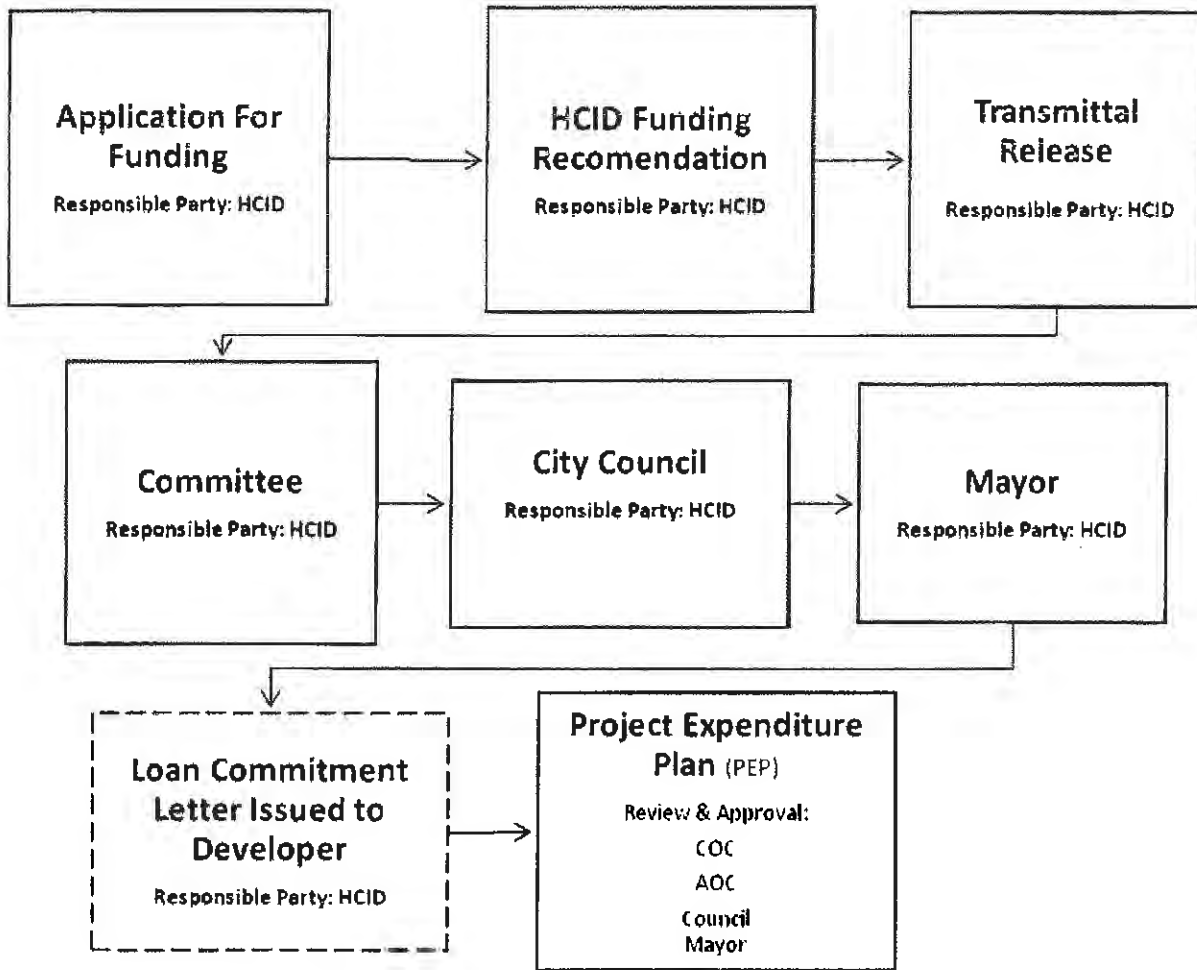 Application For
Funding
Responsible Party: HCID
HCID Funding
Recomendation
Responsible Party: HCID
Transmittal
Release
Responsible Party: HCID
Committee
Responsible Party: HCID
City Council
Responsible Party: HCID
Mayor
Responsible Party: HCID
Loan Commitment
Letter Issued to
Developer
Responsible Party: HCID
Project Expenditure
Plan (PEP)
Review & Approval:
COC
AOC
Council
Mayor